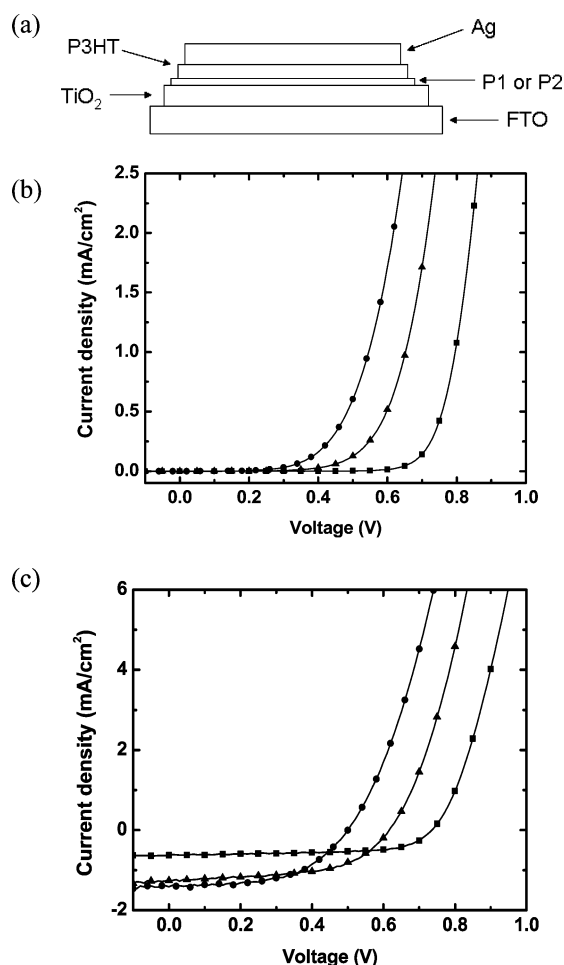 (a)
P3HT
Ag
TiO2
P1 or P2
FTO
(b)
2.5
2.0
1.5
1.0
0.5
0.0
Current density (mA/cm²)
0.0 0.2 0.4 0.6 0.8 1.0
Voltage (V)
(c)
6
4
2
0
-2
Current density (mA/cm²)
0.0 0.2 0.4 0.6 0.8 1.0
Voltage (V)